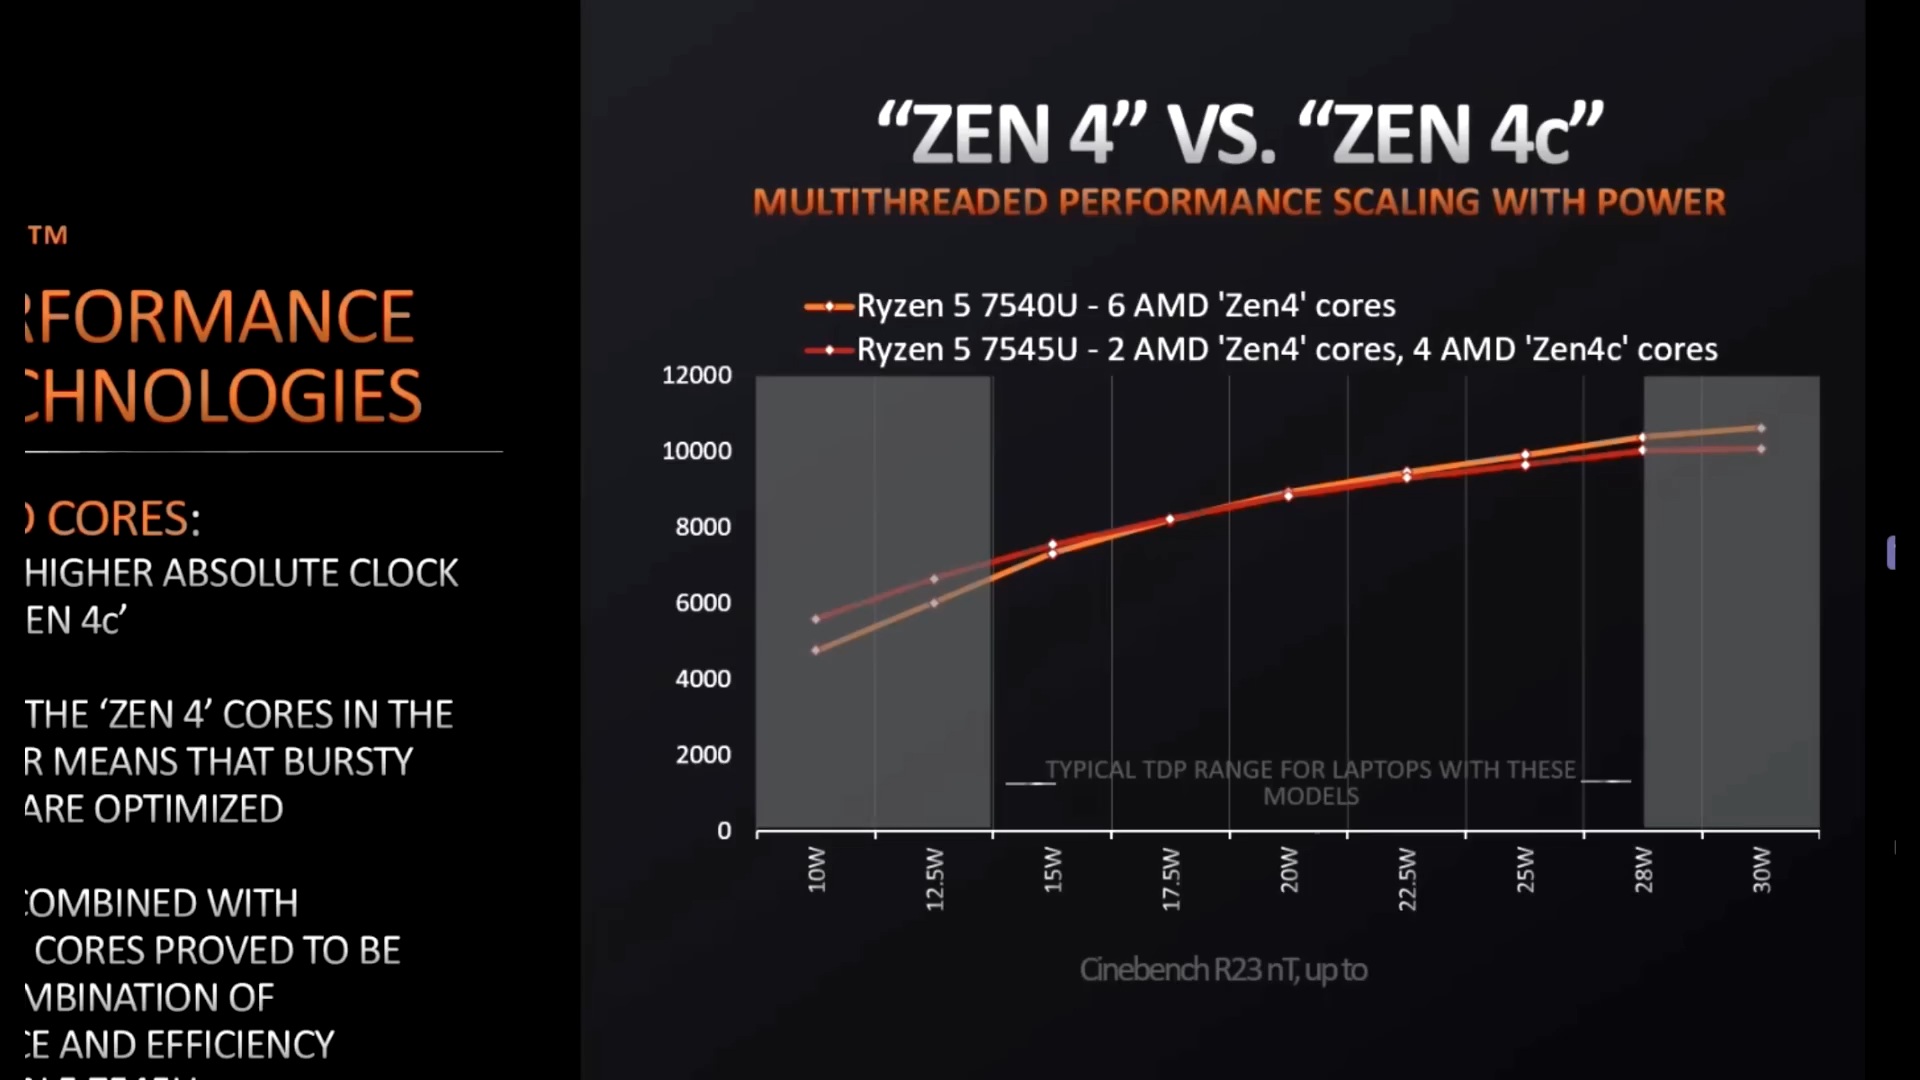 TM
RFORMANCE
CHNOLOGIES
CORES:
HIGHER ABSOLUTE CLOCK
EN 4c’
THE ‘ZEN 4’ CORES IN THE
R MEANS THAT BURSTY
ARE OPTIMIZED
OMBINED WITH
CORES PROVED TO BE
MBINATION OF
CE AND EFFICIENCY
“ZEN 4” VS. “ZEN 4c”
MULTITHREADED PERFORMANCE SCALING WITH POWER
Ryzen 5 7540U - 6 AMD 'Zen4' cores
Ryzen 5 7545U - 2 AMD 'Zen4' cores, 4 AMD 'Zen4c' cores
12000
10000
8000
6000
4000
2000
0
TYPICAL TDP RANGE FOR LAPTOPS WITH THESE
MODELS
10W 12.5W 15W 17.5W 20W 22.5W 25W 28W 30W
Cinebench R23 nT, up to